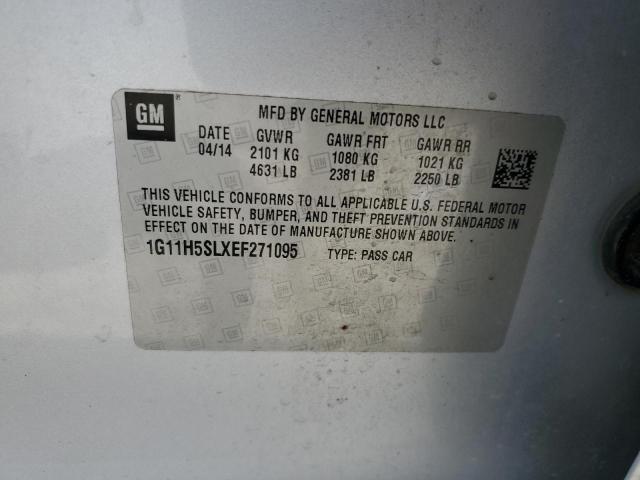 GM
MFD BY GENERAL MOTORS LLC
DATE GVWR GAWR FRT GAWR RR
04/14 2101 KG 1080 KG 1021 KG
4631 LB 2381 LB 2250 LB
THIS VEHICLE CONFORMS TO ALL APPLICABLE U.S. FEDERAL MOTOR
VEHICLE SAFETY, BUMPER, AND THEFT PREVENTION STANDARDS IN
EFFECT ON THE DATE OF MANUFACTURE SHOWN ABOVE.
1G11H5SLXEF271095 TYPE: PASS CAR